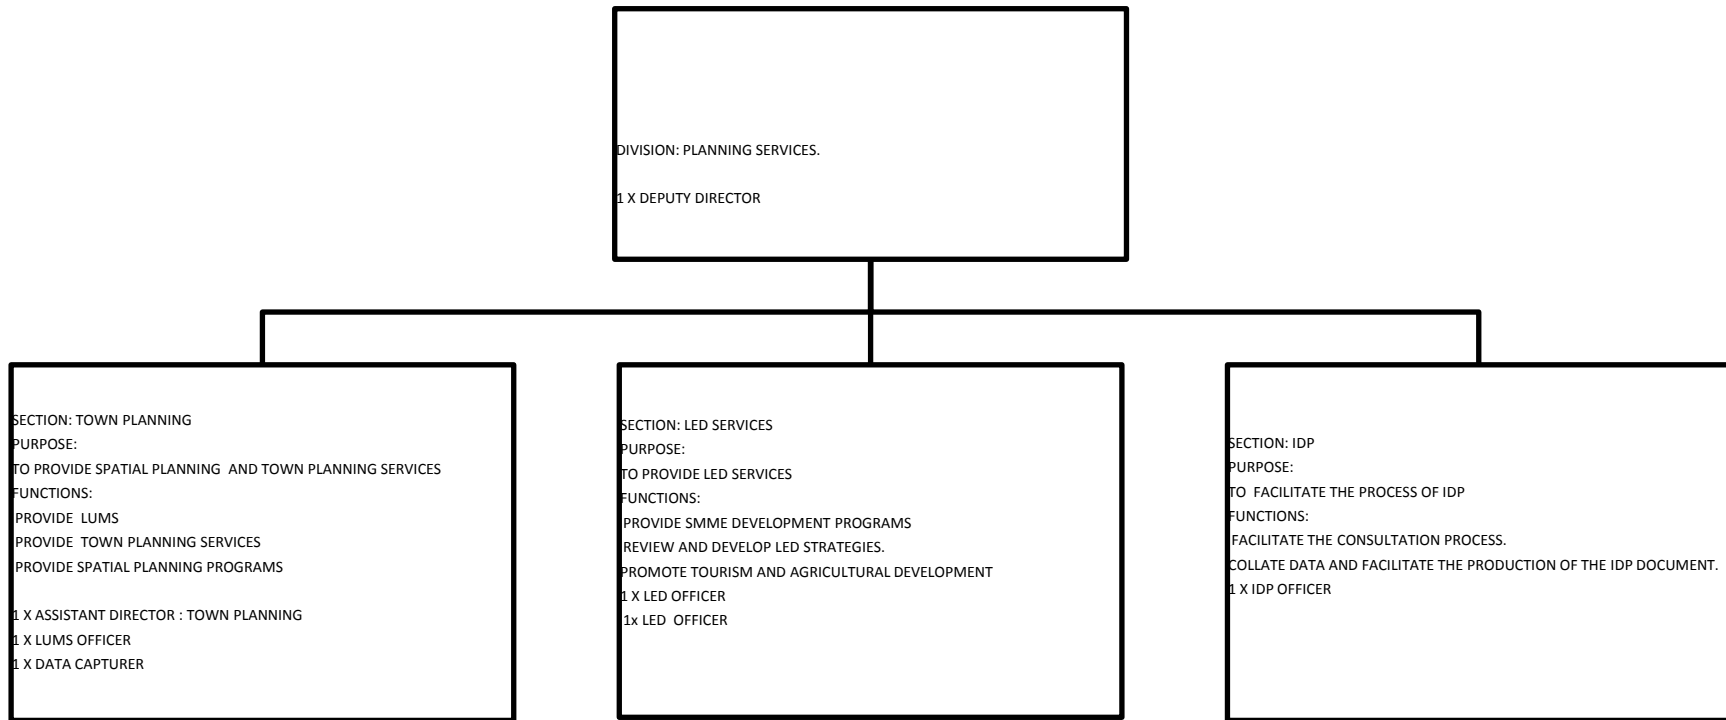 DIVISION: PLANNING SERVICES.
1 X DEPUTY DIRECTOR
SECTION: TOWN PLANNING
PURPOSE:
TO PROVIDE SPATIAL PLANNING  AND TOWN PLANNING SERVICES
FUNCTIONS:
PROVIDE  LUMS
PROVIDE  TOWN PLANNING SERVICES
PROVIDE SPATIAL PLANNING PROGRAMS
1 X ASSISTANT DIRECTOR : TOWN PLANNING
1 X LUMS OFFICER
1 X DATA CAPTURER
SECTION: LED SERVICES
PURPOSE:
TO PROVIDE LED SERVICES
FUNCTIONS:
PROVIDE SMME DEVELOPMENT PROGRAMS
REVIEW AND DEVELOP LED STRATEGIES.
PROMOTE TOURISM AND AGRICULTURAL DEVELOPMENT
1 X LED OFFICER
1x LED  OFFICER
SECTION: IDP
PURPOSE:
TO  FACILITATE THE PROCESS OF IDP
FUNCTIONS:
FACILITATE THE CONSULTATION PROCESS.
COLLATE DATA AND FACILITATE THE PRODUCTION OF THE IDP DOCUMENT.
1 X IDP OFFICER